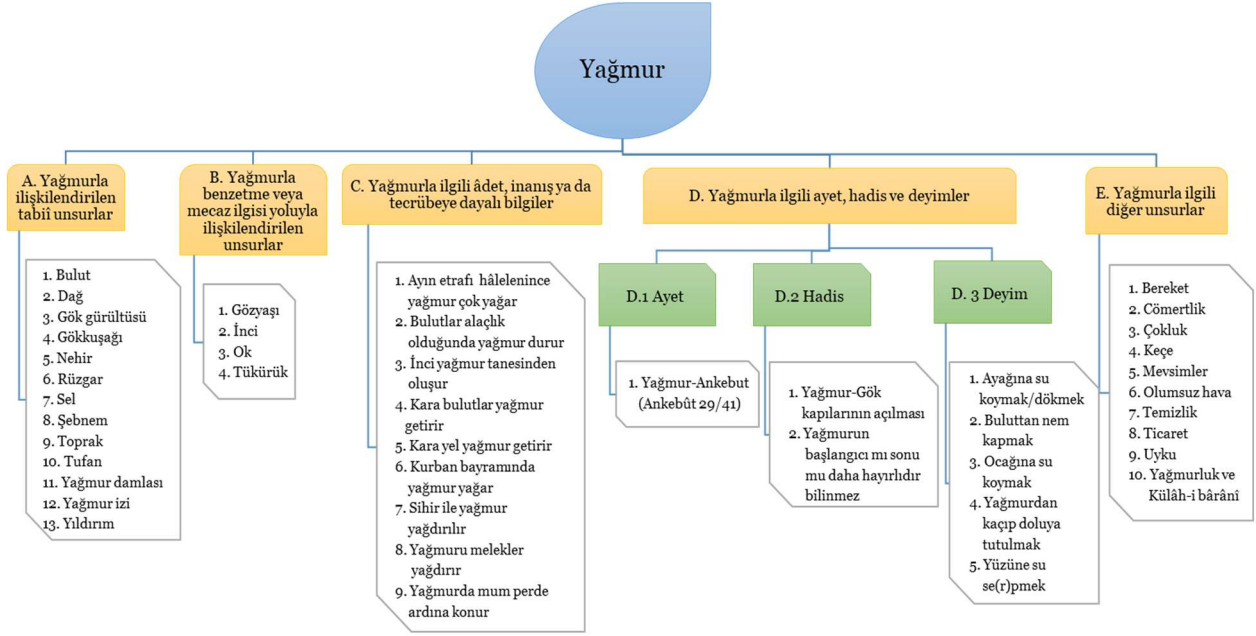 Yağmur
A. Yağmurla
ilişkilendirilen
tabiî unsurlar
1. Bulut
2. Dağ
3. Gök gürültüsü
4. Gökkuşağı
5. Nehir
6. Rüzgar
7. Sel
8. Şebnem
9. Toprak
10. Tufan
11. Yağmur damlası
12. Yağmur izi
13. Yıldırım
B. Yağmurla
benzetme veya
mecaz ilgisi yoluyla
ilişkilendirilen
unsurlar
1. Gözyaşı
2. İnci
3. Ok
4. Tükürük
C. Yağmurla ilgili âdet, inanış ya da
tecrübeye dayalı bilgiler
1. Ayın etrafı hâlelenince
yağmur çok yağar
2. Bulutlar alaçlık
olduğunda yağmur durur
3. İnci yağmur tanesinden
oluşur
4. Kara bulutlar yağmur
getirir
5. Kara yel yağmur getirir
6. Kurban bayramında
yağmur yağar
7. Sihir ile yağmur
yağdırılır
8. Yağmuru melekler
yağdırır
9. Yağmurda mum perde
ardına konur
D. Yağmurla ilgili ayet, hadis ve deyimler
D.1 Ayet
1. Yağmur-Ankebut
(Ankebût 29/41)
D.2 Hadis
1. Yağmur-Gök
kapılarının açılması
2. Yağmurun
başlangıcı mı sonu
mu daha hayırlıdır
bilinmez
D. 3 Deyim
1. Ayağına su
koymak/dökmek
2. Buluttan nem
kapmak
3. Ocağına su
koymak
4. Yağmurdan
kaçıp doluya
tutulmak
5. Yüzüne su
se(r)pmek
E. Yağmurla ilgili
diğer unsurlar
1. Bereket
2. Cömertlik
3. Çokluk
4. Keçe
5. Mevsimler
6. Olumsuz hava
7. Temizlik
8. Ticaret
9. Uyku
10. Yağmurluk ve
Külâh-i bârânî